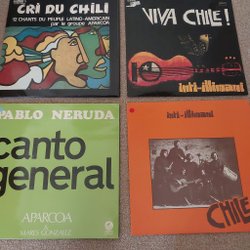 CRI DU CHILI
12 CHANTS DU PEUPLE LATINO-AMERICAIN
par le groupe APARCOA
VIVA CHILE!
inti-illimani
PABLO NERUDA
canto
general
APARCOA
MARES GONZALEZ
inti-illimani
CHILE